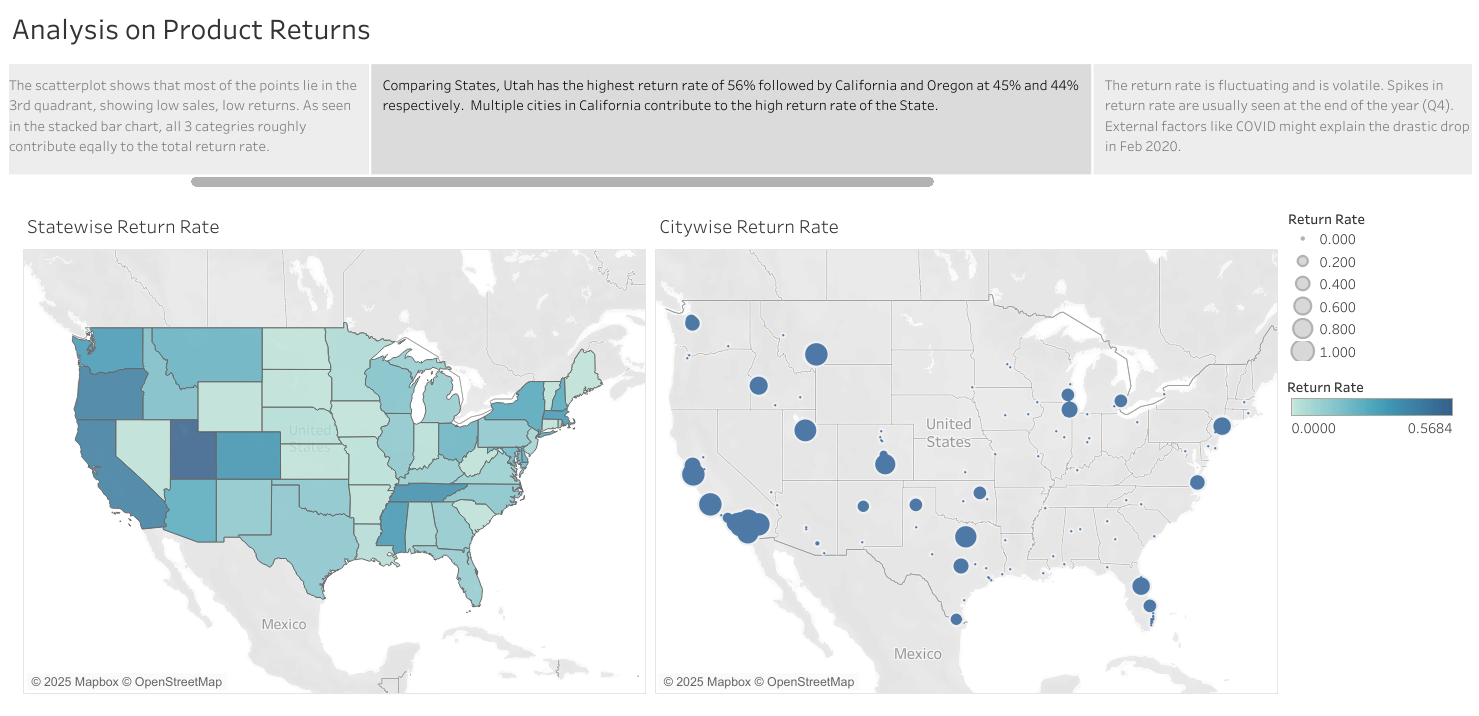 Analysis on Product Returns
The scatterplot shows that most of the points lie in the
3rd quadrant, showing low sales, low returns. As seen
in the stacked bar chart, all 3 categries roughly
contribute eqally to the total return rate.
Comparing States, Utah has the highest return rate of 56% followed by California and Oregon at 45% and 44%
respectively.  Multiple cities in California contribute to the high return rate of the State.
The return rate is fluctuating and is volatile. Spikes in
return rate are usually seen at the end of the year (Q4).
External factors like COVID might explain the drastic drop
in Feb 2020.
Statewise Return Rate
United
States
Mexico
© 2025 Mapbox © OpenStreetMap
Citywise Return Rate
United
States
Mexico
© 2025 Mapbox © OpenStreetMap
Return Rate
0.000
0.200
0.400
0.600
0.800
1.000
Return Rate
0.0000 0.5684